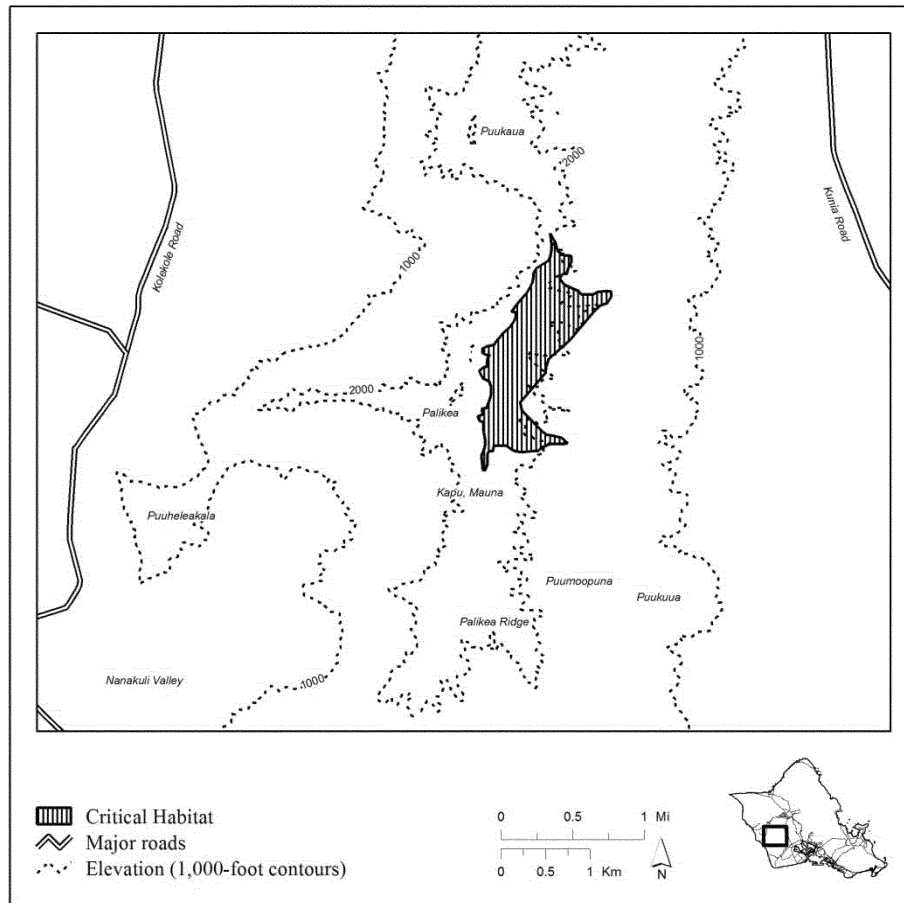 Puukaua
2000
Kunia Road
Kolekole Road
1000
1000
2000
Palikea
Kapu, Mauna
Puuheleakala
Puumoopuna
Puukuua
Palikea Ridge
Nanakuli Valley
1000
Critical Habitat
Major roads
Elevation (1,000-foot contours)
0 0.5 1 Mi
0 0.5 1 Km
N